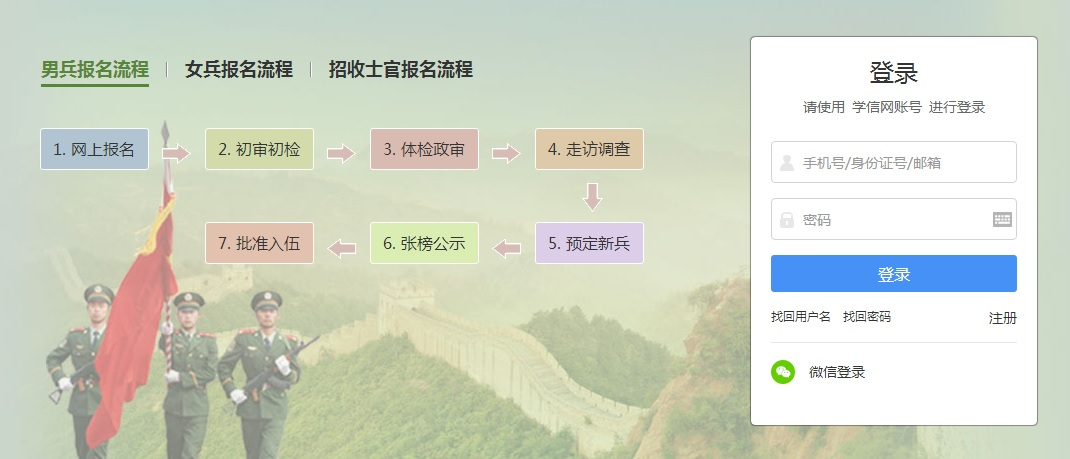 男兵报名流程 女兵报名流程 招收士官报名流程
1. 网上报名 2. 初审初检 3. 体检政审 4. 走访调查
7. 批准入伍 6. 张榜公示 5. 预定新兵
登录
请使用 学信网账号 进行登录
手机号/身份证号/邮箱
密码
登录
找回用户名 找回密码 注册
微信登录